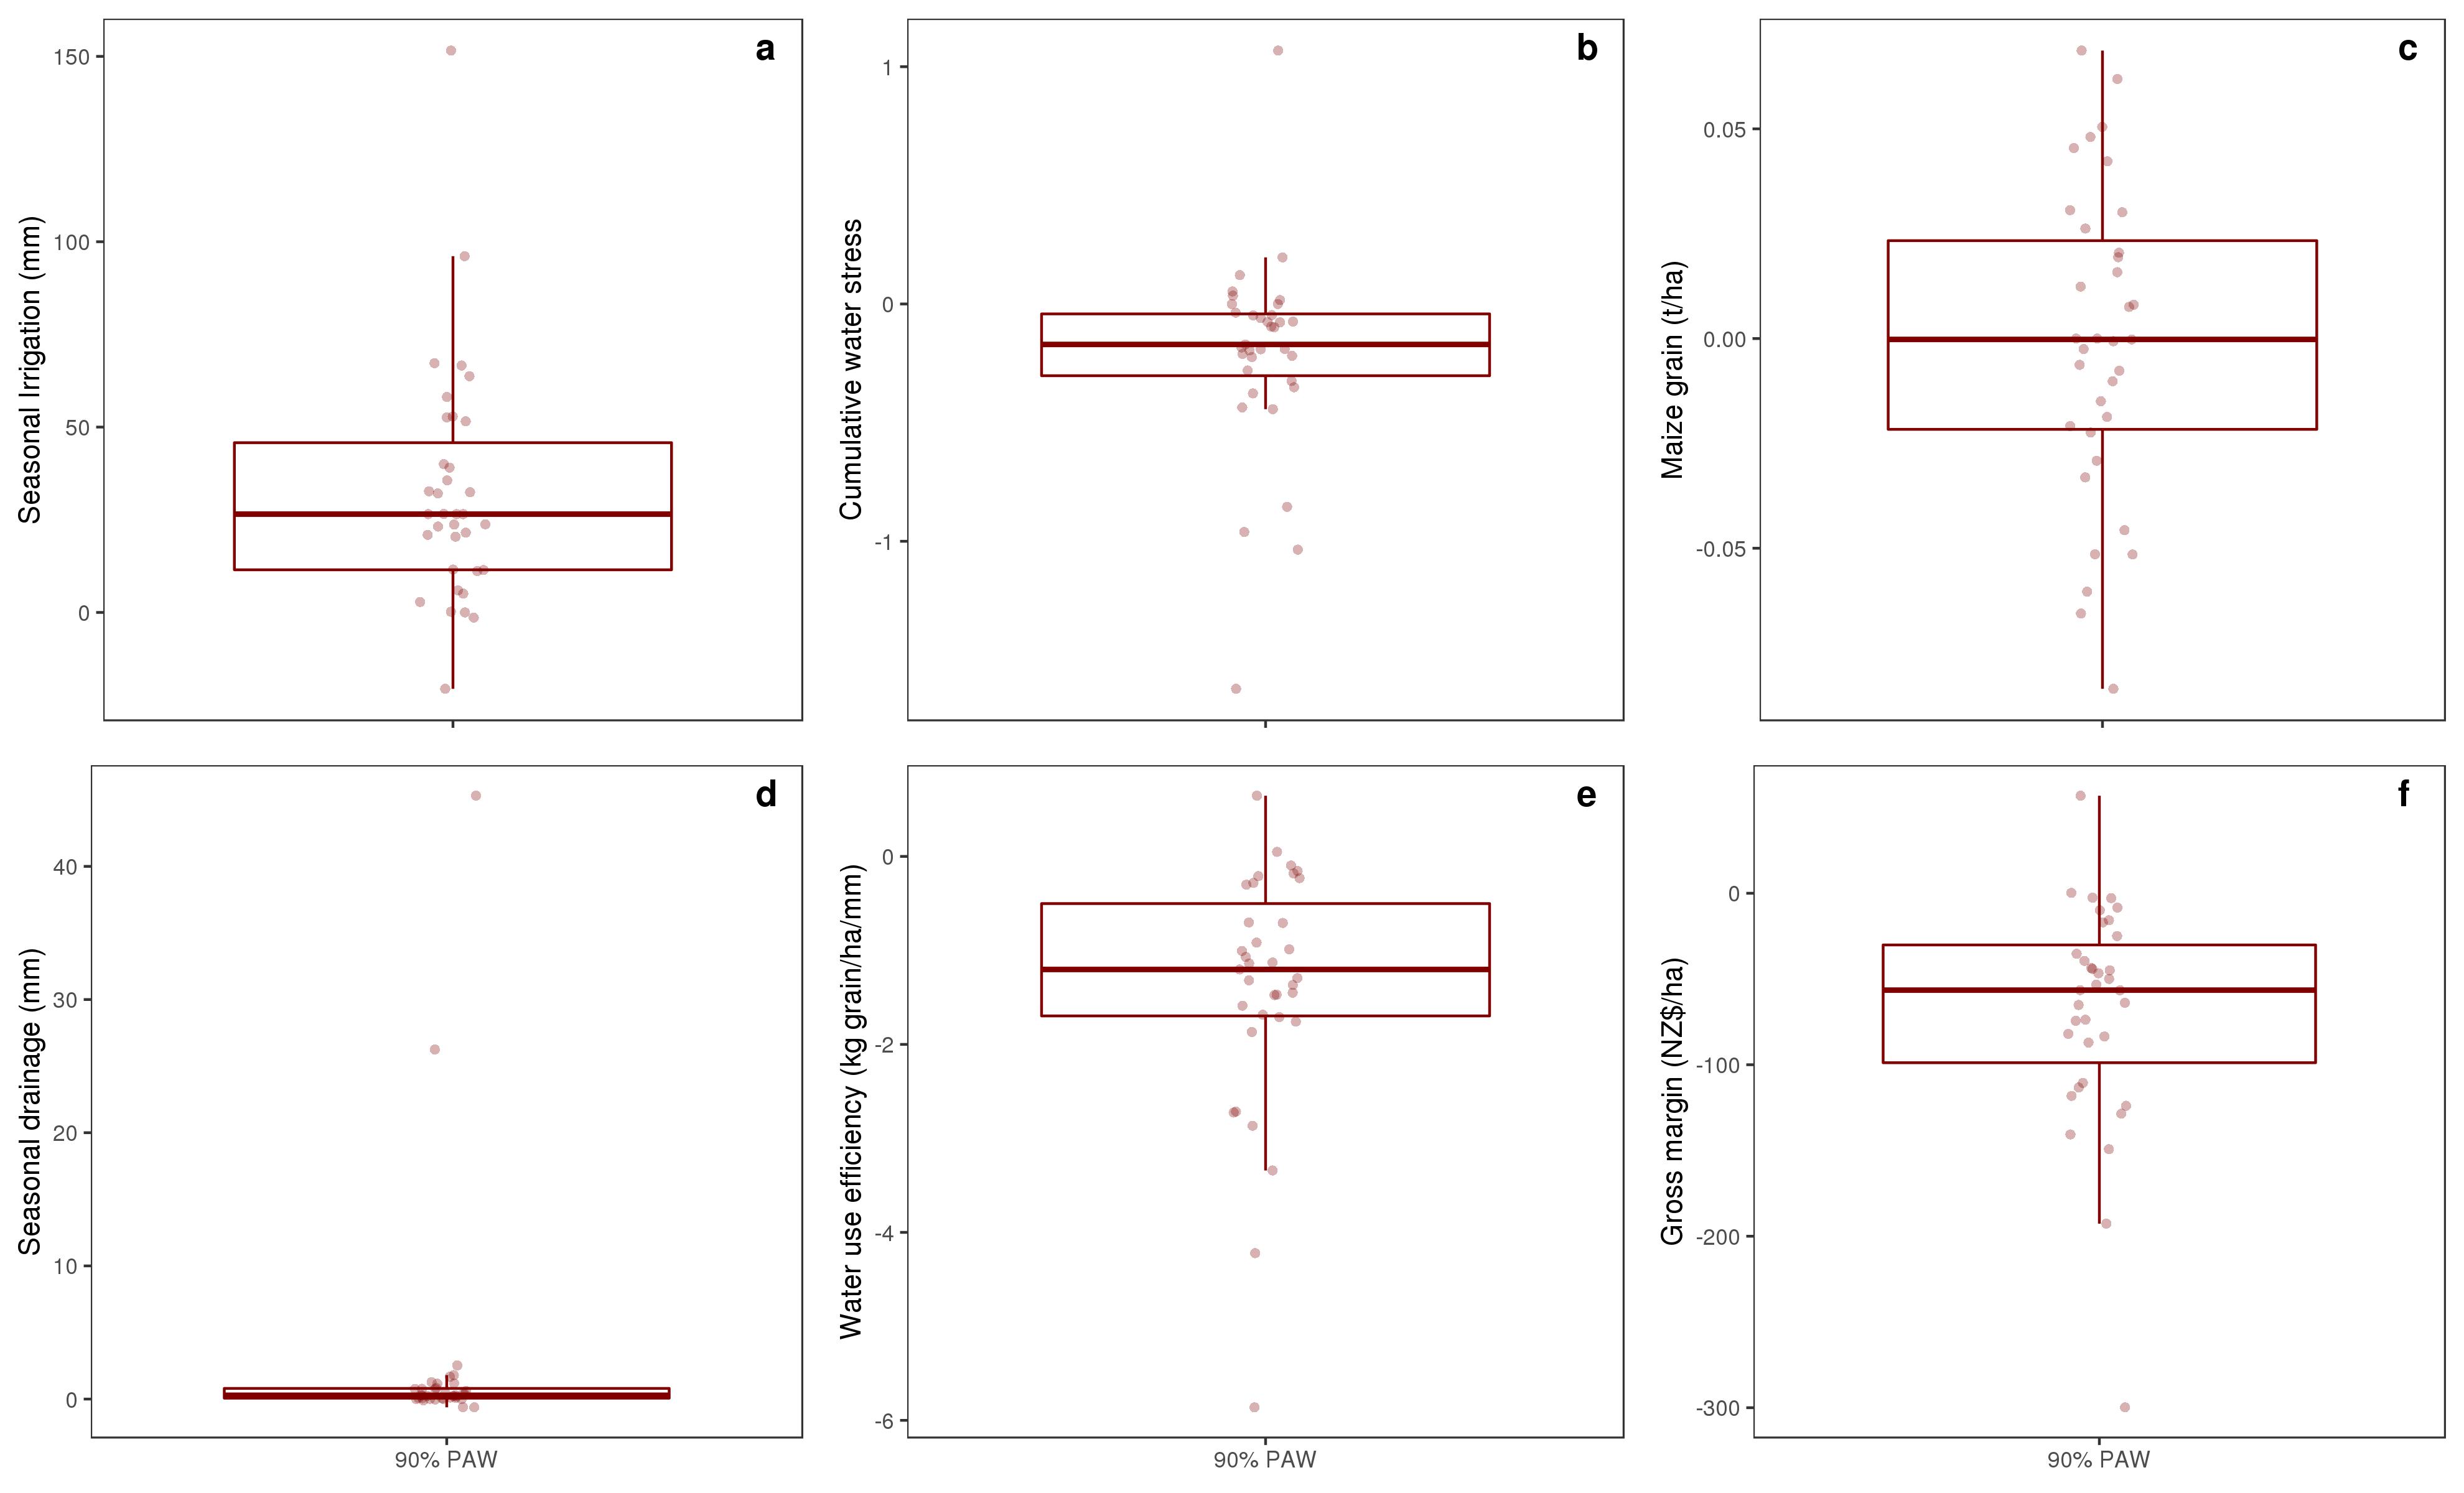 a
150
100
50
0
Seasonal Irrigation (mm)
b
1
0
-1
Cumulative water stress
c
0.05
0.00
-0.05
Maize grain (t/ha)
d
40
30
20
10
0
Seasonal drainage (mm)
90% PAW
e
0
-2
-4
-6
Water use efficiency (kg grain/ha/mm)
90% PAW
f
0
-100
-200
-300
Gross margin (NZ$/ha)
90% PAW